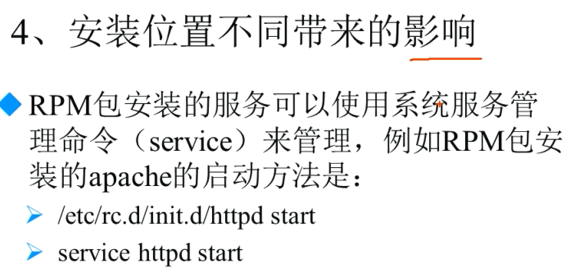 4、安装位置不同带来的影响
RPM包安装的服务可以使用系统服务管
理命令（service）来管理，例如RPM包安
装的apache的启动方法是：
/etc/rc.d/init.d/httpd start
service httpd start